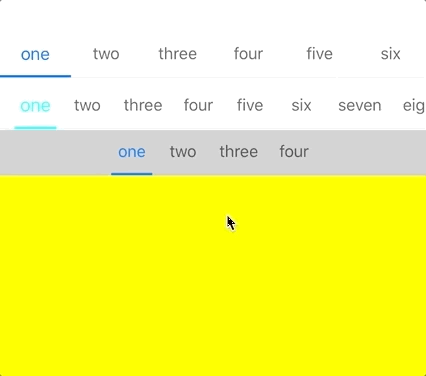 one two three four five six
one two three four five six seven eig
one two three four